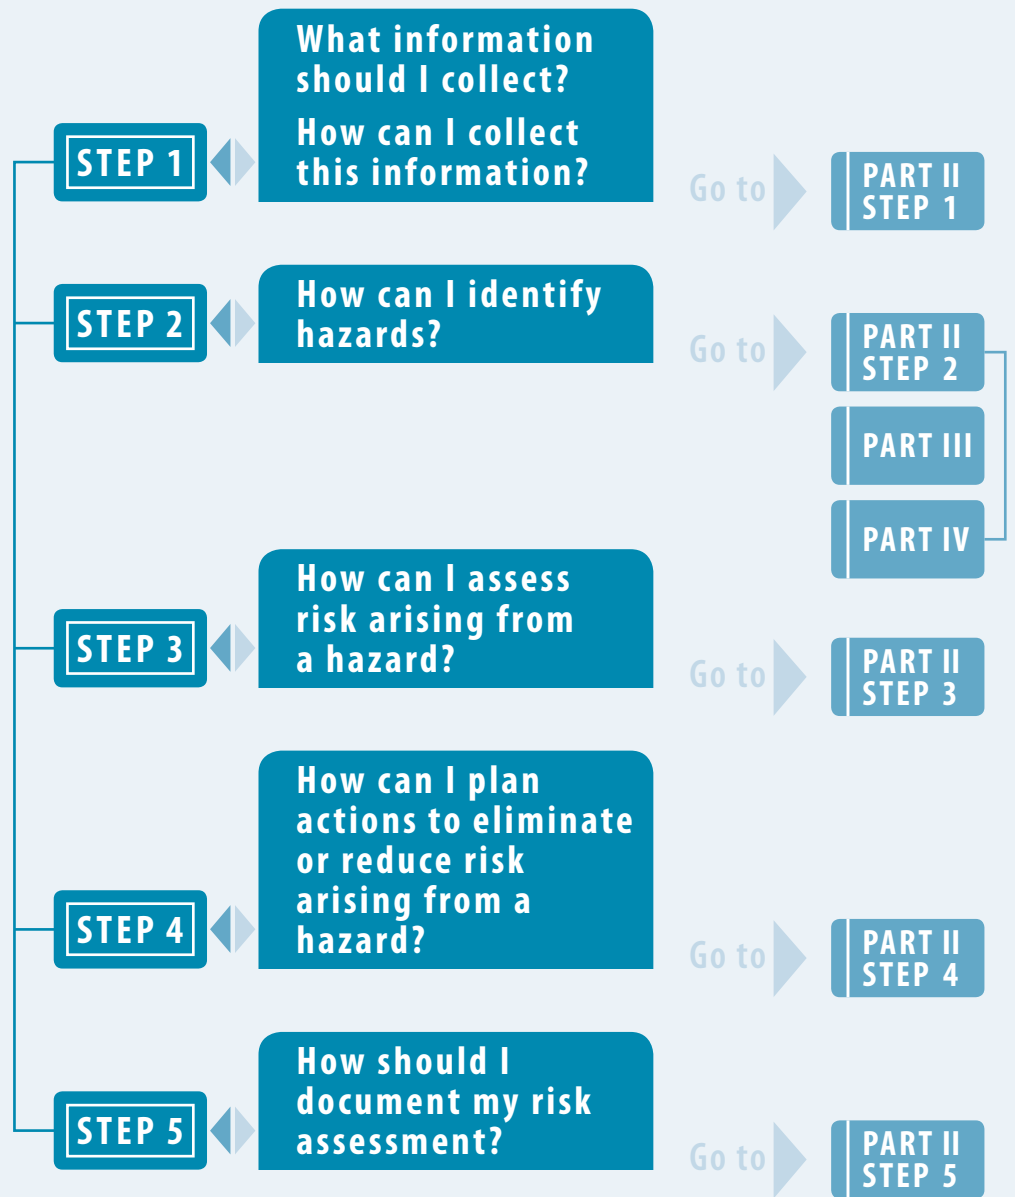 STEP 1
What information
should I collect?
How can I collect
this information?
Go to
PART II
STEP 1
STEP 2
How can I identify
hazards?
Go to
PART II
STEP 2
PART III
PART IV
STEP 3
How can I assess
risk arising from
a hazard?
Go to
PART II
STEP 3
STEP 4
How can I plan
actions to eliminate
or reduce risk
arising from a
hazard?
Go to
PART II
STEP 4
STEP 5
How should I
document my risk
assessment?
Go to
PART II
STEP 5